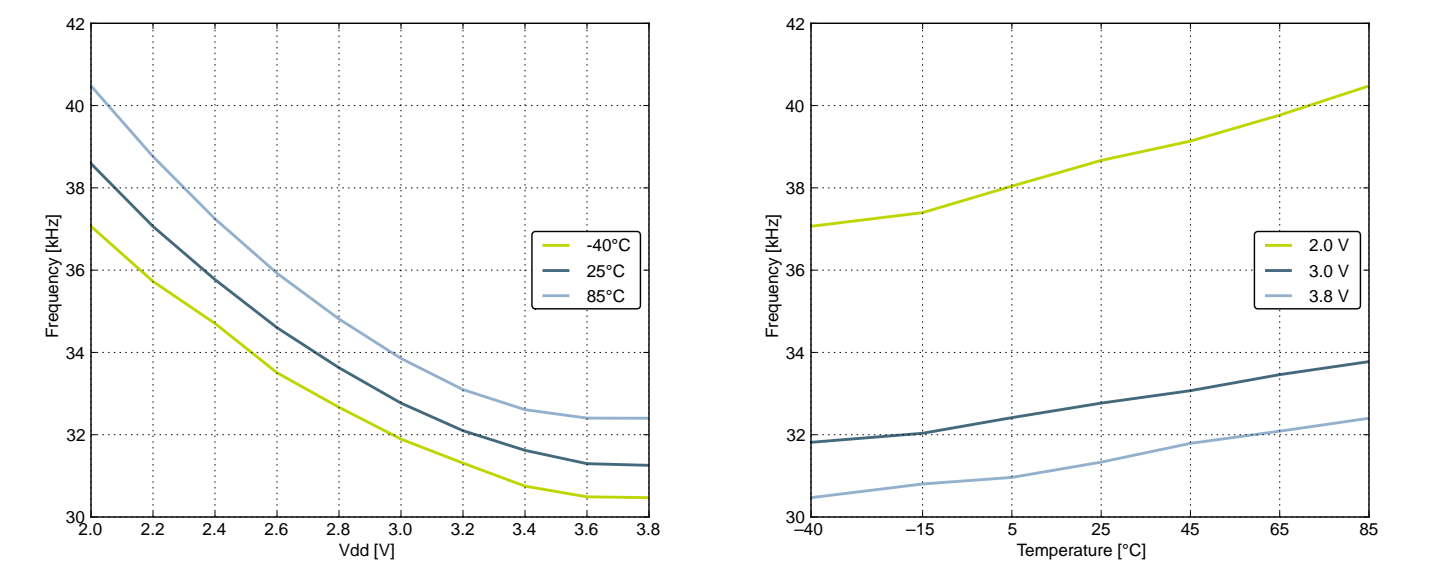 42
40
38
36
34
32
30
Frequency [kHz]
2.0 2.2 2.4 2.6 2.8 3.0 3.2 3.4 3.6 3.8
Vdd [V]
-40°C
25°C
85°C
42
40
38
36
34
32
30
Frequency [kHz]
–40 –15 5 25 45 65 85
Temperature [°C]
2.0 V
3.0 V
3.8 V